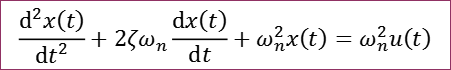 d²x(t)/dt² + 2ζωₙ dx(t)/dt + ωₙ²x(t) = ωₙ²u(t)